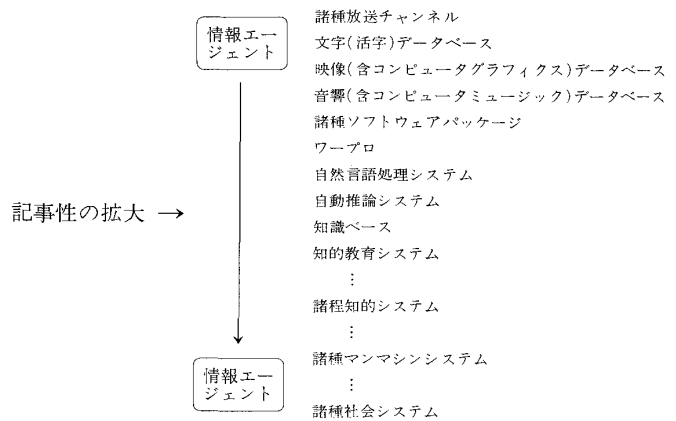 情報エー
ジェント
諸種放送チャンネル
文字(活字)データベース
映像(含コンピュータグラフィクス)データベース
音響(含コンピュータミュージック)データベース
諸種ソフトウェアパッケージ
ワープロ
自然言語処理システム
自動推論システム
記事性の拡大 →
知識ベース
知的教育システム
⋮
諸程知的システム
⋮
諸種マンマシンシステム
情報エー
ジェント
⋮
諸種社会システム